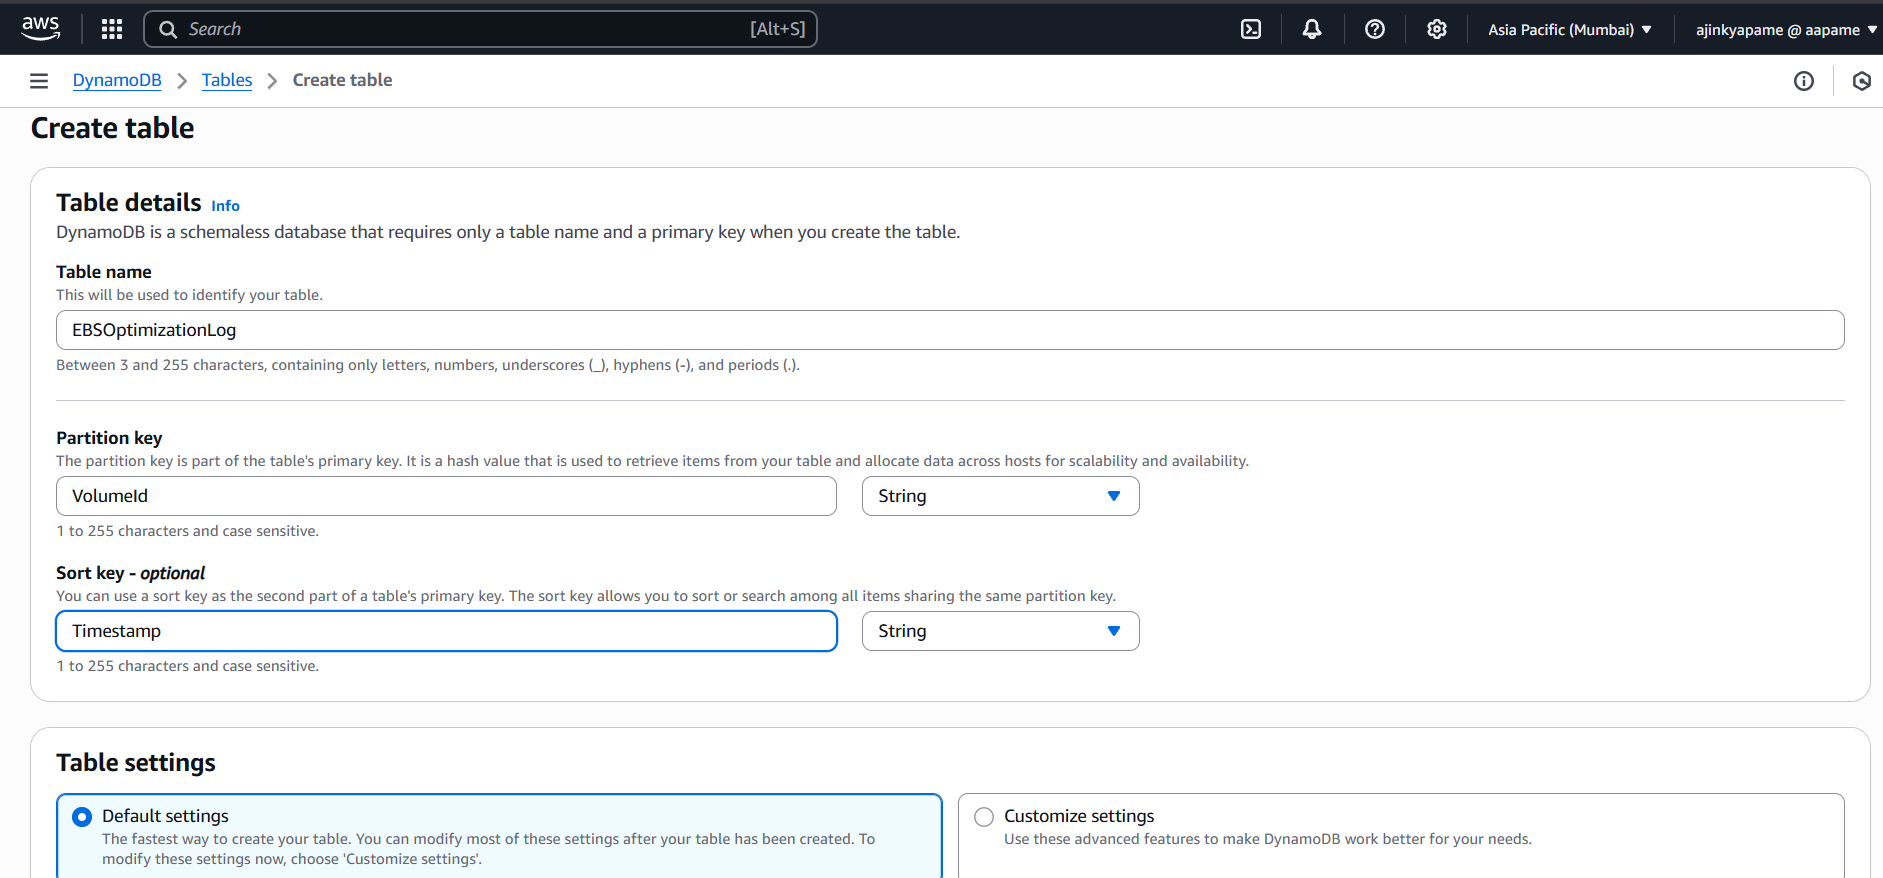 aws
Search
[Alt+S]
Asia Pacific (Mumbai)
ajinkyapame @ aapame
DynamoDB
Tables
Create table
Create table
Table details
Info
DynamoDB is a schemaless database that requires only a table name and a primary key when you create the table.
Table name
This will be used to identify your table.
EBSOptimizationLog
Between 3 and 255 characters, containing only letters, numbers, underscores (_), hyphens (-), and periods (.).
Partition key
The partition key is part of the table's primary key. It is a hash value that is used to retrieve items from your table and allocate data across hosts for scalability and availability.
VolumeId
String
1 to 255 characters and case sensitive.
Sort key - optional
You can use a sort key as the second part of a table's primary key. The sort key allows you to sort or search among all items sharing the same partition key.
Timestamp
String
1 to 255 characters and case sensitive.
Table settings
Default settings
The fastest way to create your table. You can modify most of these settings after your table has been created. To
modify these settings now, choose 'Customize settings'.
Customize settings
Use these advanced features to make DynamoDB work better for your needs.